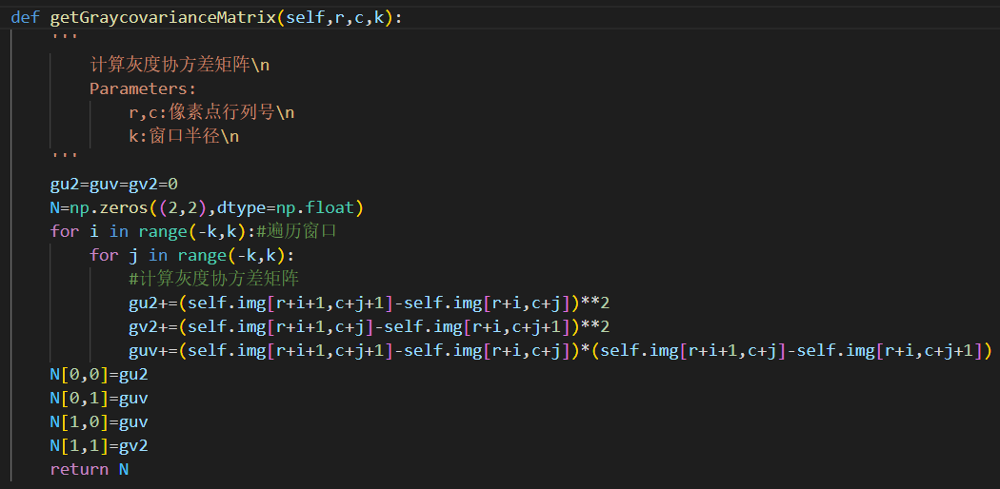 def getGraycovarianceMatrix(self,r,c,k):
    '''
        计算灰度协方差矩阵\n
        Parameters:
            r,c:像素点行列号\n
            k:窗口半径\n
    '''
    gu2=guv=gv2=0
    N=np.zeros((2,2),dtype=np.float)
    for i in range(-k,k):#遍历窗口
        for j in range(-k,k):
            #计算灰度协方差矩阵
            gu2+=(self.img[r+i+1,c+j+1]-self.img[r+i,c+j])**2
            gv2+=(self.img[r+i+1,c+j]-self.img[r+i,c+j+1])**2
            guv+=(self.img[r+i+1,c+j+1]-self.img[r+i,c+j])*(self.img[r+i+1,c+j]-self.img[r+i,c+j+1])
    N[0,0]=gu2
    N[0,1]=guv
    N[1,0]=guv
    N[1,1]=gv2
    return N